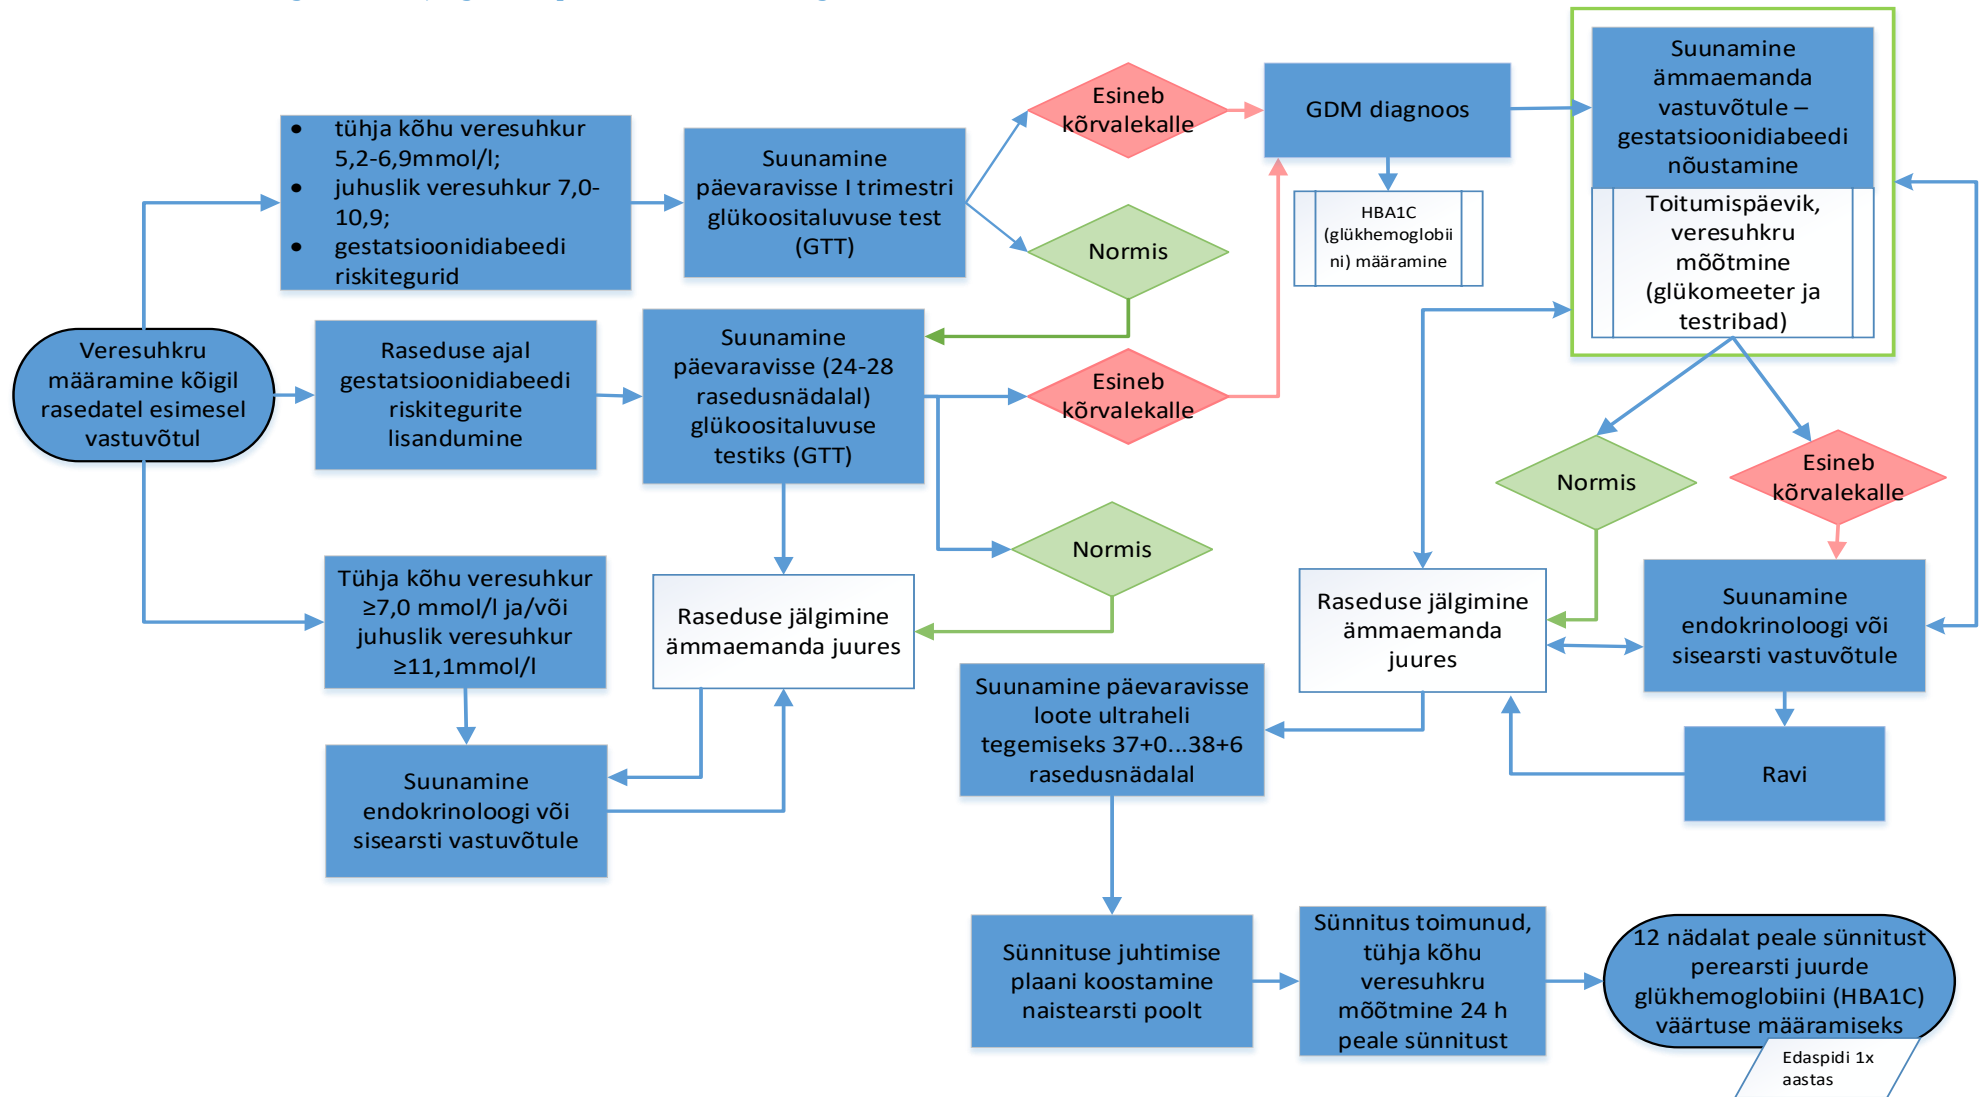 Veresuhkru
määramine kõigil
rasedatel esimesel
vastuvõtul
• tühja kõhu veresuhkur
5,2-6,9mmol/l;
• juhuslik veresuhkur 7,0-
10,9;
• gestatsioonidiabeedi
riskitegurid
Suunamine
päevaravisse I trimestri
glükoositaluvuse test
(GTT)
Esineb
kõrvalekalle
Normis
GDM diagnoos
HBA1C
(glükhemoglobii
ni) määramine
Suunamine
ämmaemanda
vastuvõtule –
gestatsioonidiabeedi
nõustamine
Toitumispäevik,
veresuhkru
mõõtmine
(glükomeeter ja
testribad)
Raseduse ajal
gestatsioonidiabeedi
riskitegurite
lisandumine
Suunamine
päevaravisse (24-28
rasedusnädalal)
glükoositaluvuse
testiks (GTT)
Esineb
kõrvalekalle
Normis
Normis
Esineb
kõrvalekalle
Tühja kõhu veresuhkur
≥7,0 mmol/l ja/või
juhuslik veresuhkur
≥11,1mmol/l
Raseduse jälgimine
ämmaemanda juures
Suunamine
endokrinoloogi või
sisearsti vastuvõtule
Raseduse jälgimine
ämmaemanda
juures
Suunamine
endokrinoloogi või
sisearsti vastuvõtule
Ravi
Suunamine päevaravisse
loote ultraheli
tegemiseks 37+0...38+6
rasedusnädalal
Sünnituse juhtimise
plaani koostamine
naistearsti poolt
Sünnitus toimunud,
tühja kõhu
veresuhkru
mõõtmine 24 h
peale sünnitust
12 nädalat peale sünnitust
perearsti juurde
glükhemoglobiini (HBA1C)
väärtuse määramiseks
Edaspidi 1x
aastas